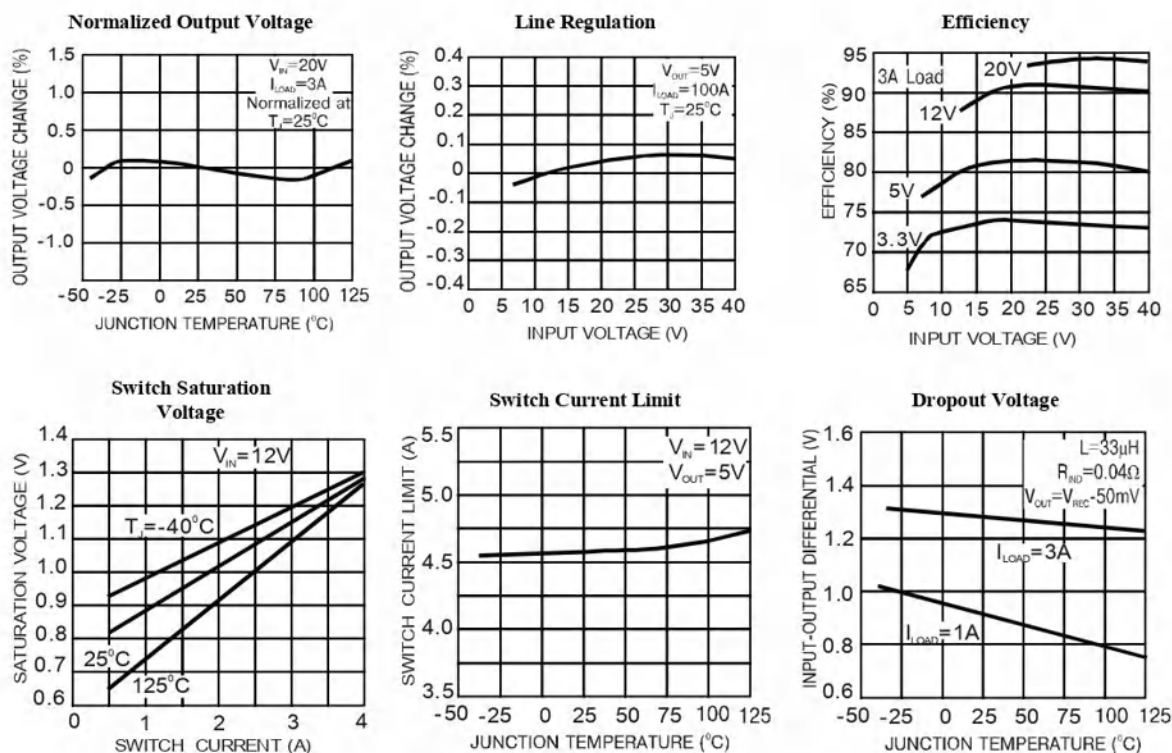 Normalized Output Voltage
OUTPUT VOLTAGE CHANGE (%)
1.5
1.0
0.5
0
-0.5
-1.0
V_IN=20V
I_LOAD=3A
Normalized at
T_J=25°C
-50 -25 0 25 50 75 100 125
JUNCTION TEMPERATURE (°C)
Line Regulation
OUTPUT VOLTAGE CHANGE (%)
0.4
0.3
0.2
0.1
0
-0.1
-0.2
-0.3
-0.4
V_OUT=5V
I_LOAD=100A
T_J=25°C
0 5 10 15 20 25 30 35 40
INPUT VOLTAGE (V)
Efficiency
EFFICIENCY (%)
95
90
85
80
75
70
65
3A Load
20V
12V
5V
3.3V
0 5 10 15 20 25 30 35 40
INPUT VOLTAGE (V)
Switch Saturation
Voltage
SATURATION VOLTAGE (V)
1.4
1.3
1.2
1.1
1.0
0.9
0.8
0.7
0.6
V_IN=12V
T_J=-40°C
25°C
125°C
0 1 2 3 4
SWITCH CURRENT (A)
Switch Current Limit
SWITCH CURRENT LIMIT (A)
5.5
5.0
4.5
4.0
3.5
V_IN=12V
V_OUT=5V
-50 -25 0 25 50 75 100 125
JUNCTION TEMPERATURE (°C)
Dropout Voltage
INPUT-OUTPUT DIFFERENTIAL (V)
1.6
1.4
1.2
1.0
0.8
0.6
L=33µH
R_IND=0.04Ω
V_OUT=V_REC-50mV
I_LOAD=3A
I_LOAD=1A
-50 -25 0 25 50 75 100 125
JUNCTION TEMPERATURE (°C)